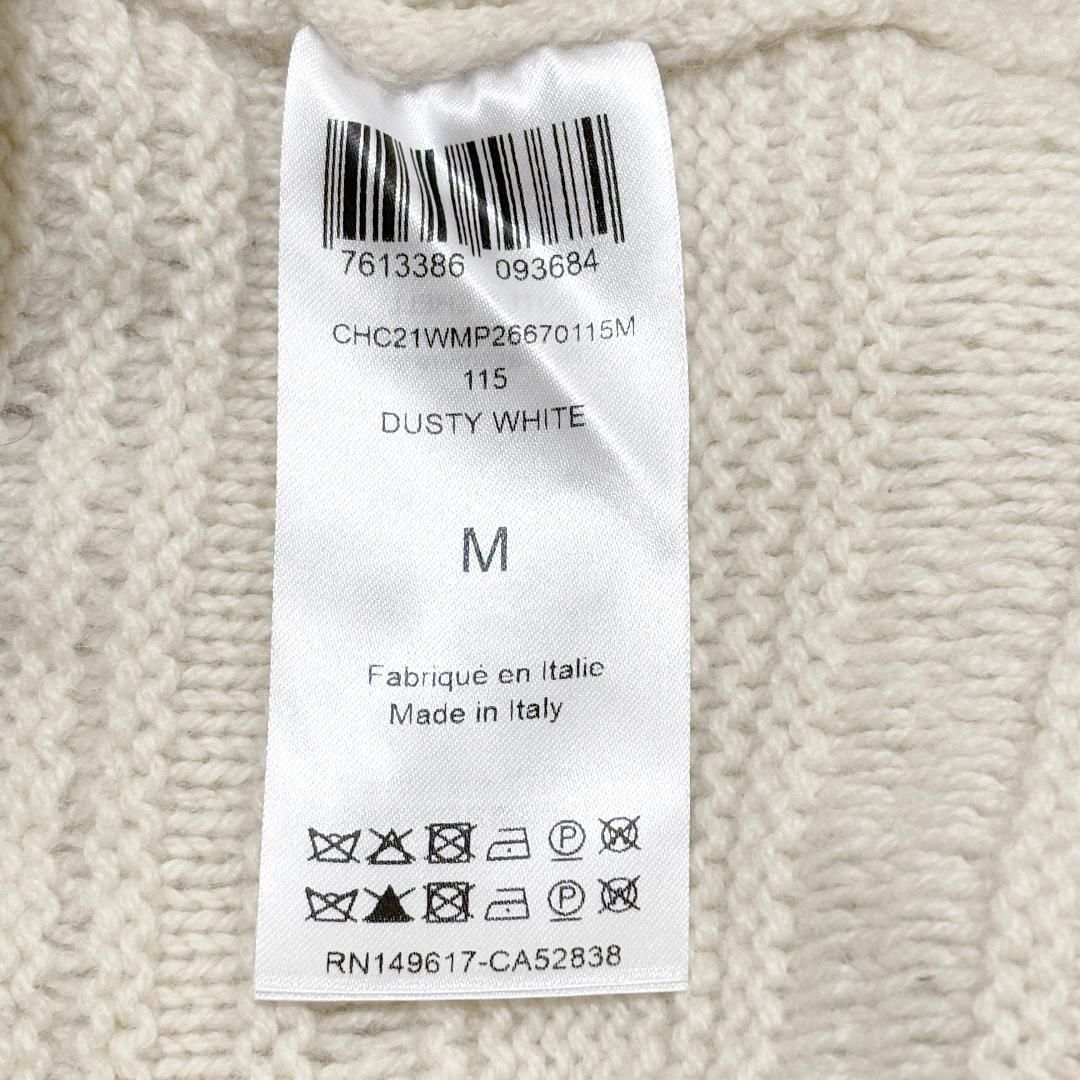 7613386 093684
CHC21WMP26670115M
115
DUSTY WHITE
M
Fabriqué en Italie
Made in Italy
P
W
P
W
RN149617-CA52838